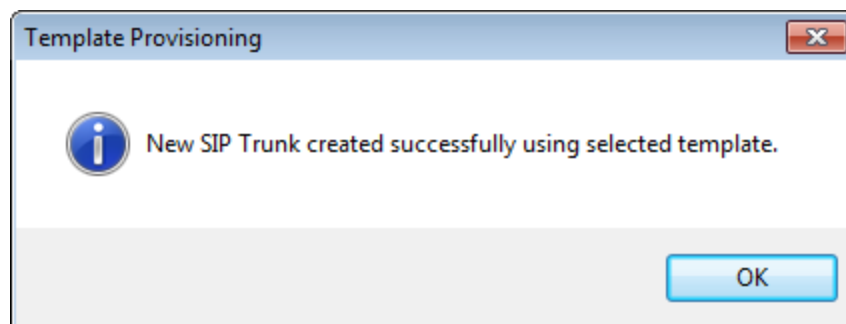 Template Provisioning
New SIP Trunk created successfully using selected template.
OK